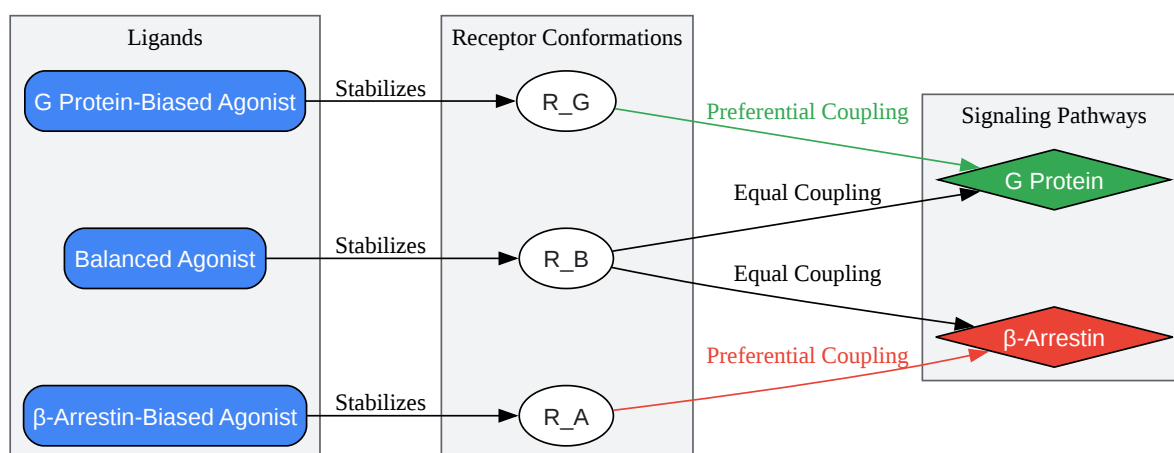 Ligands
Receptor Conformations
G Protein-Biased Agonist
Stabilizes
R_G
Preferential Coupling
Signaling Pathways
G Protein
Equal Coupling
Balanced Agonist
Stabilizes
R_B
Equal Coupling
β-Arrestin
Preferential Coupling
β-Arrestin-Biased Agonist
Stabilizes
R_A